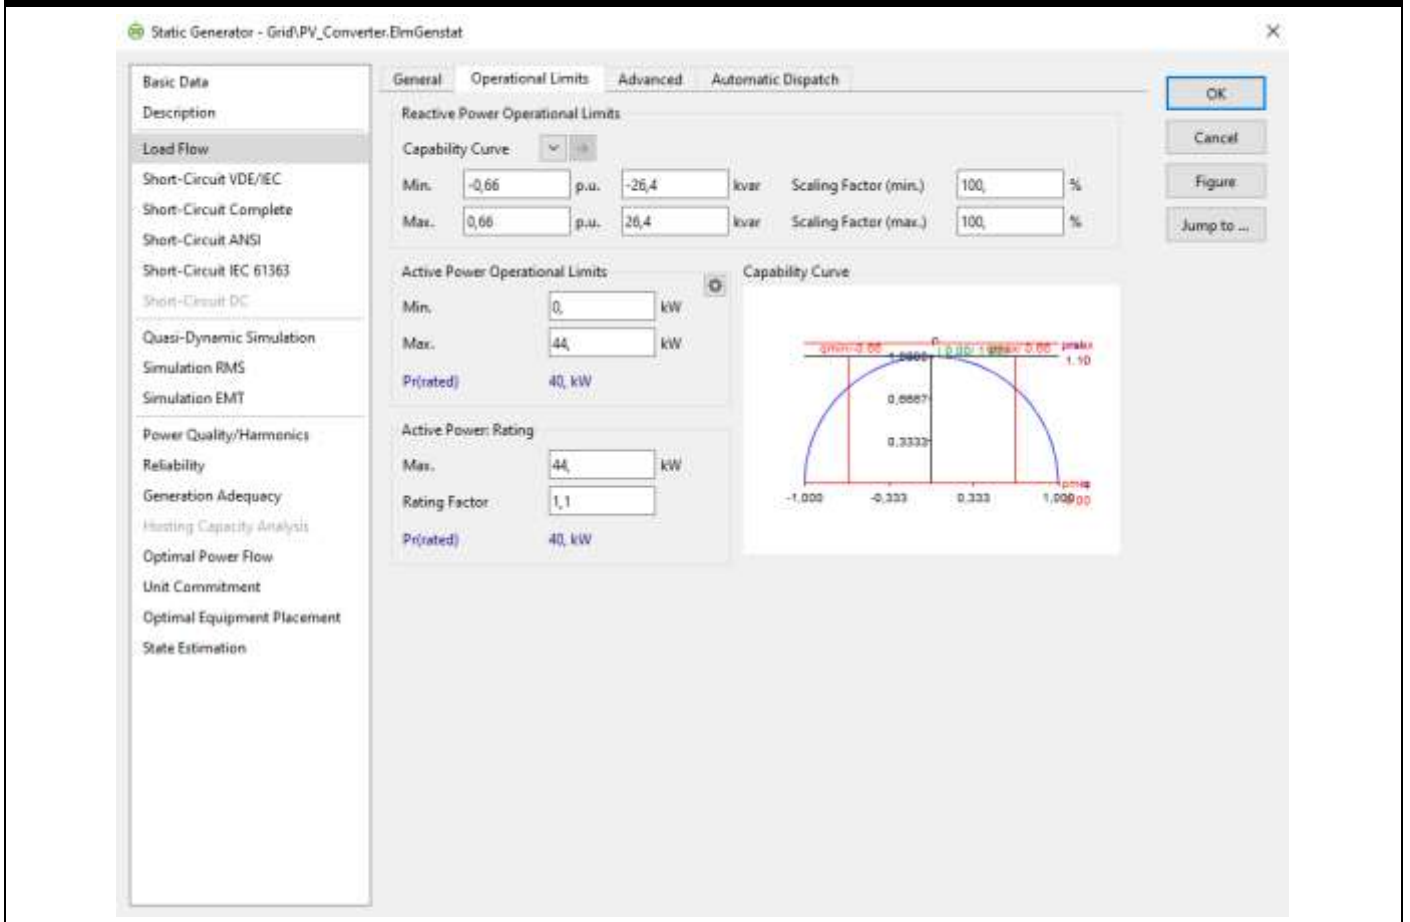 Static Generator - Grid\PV_Converter.ElmGenstat
Basic Data
Description
Load Flow
Short-Circuit VDE/IEC
Short-Circuit Complete
Short-Circuit ANSI
Short-Circuit IEC 61363
Short-Circuit DC
Quasi-Dynamic Simulation
Simulation RMS
Simulation EMT
Power Quality/Harmonics
Reliability
Generation Adequacy
Hosting Capacity Analysis
Optimal Power Flow
Unit Commitment
Optimal Equipment Placement
State Estimation
General Operational Limits Advanced Automatic Dispatch
Reactive Power Operational Limits
Capability Curve
Min. -0,66 p.u. -26,4 kvar Scaling Factor (min.) 100, %
Max. 0,66 p.u. 26,4 kvar Scaling Factor (max.) 100, %
Active Power Operational Limits
Min. 0, kW
Max. 44, kW
Pr(rated) 40, kW
Active Power: Rating
Max. 44, kW
Rating Factor 1,1
Pr(rated) 40, kW
Capability Curve
1.10
0,6667
0,3333
-1,000 -0,333 0,333
OK
Cancel
Figure
Jump to ...